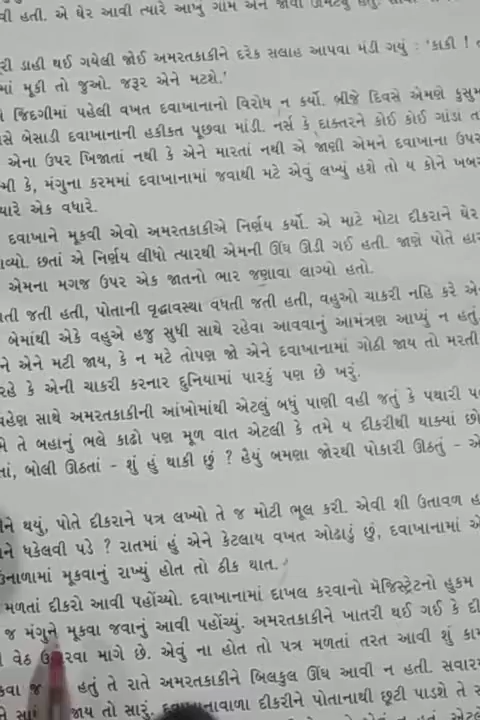 વી હતી. એ ઘેર આવી ત્યારે આખું ગામ એને જોવા
રી ડાહી થઈ ગયેલી જોઈ અમરતકાકીને દરેક સલાહ આપવા મંડી ગયું : 'કાકી !
માં મૂકી તો જુઓ. જરૂર એને મટશે.'
જિંદગીમાં પહેલી વખત દવાખાનાનો વિરોધ ન કર્યો. બીજે દિવસે એમણે કુસુમ
સે બેસાડી દવાખાનાની હકીકત પૂછવા માંડી. નર્સ કે દાક્તરને કોઈ કોઈ ગાંડાં ત
એના ઉપર ખિજાતાં નથી કે એને મારતાં નથી એ જાણી એમને દવાખાના ઉપર
મી કે, મંગુના કરમમાં દવાખાનામાં જવાથી મટે એવું લખ્યું હશે તો ય કોને ખબર
યારે એક વધારે.
દવાખાને મૂકવી એવો અમરતકાકીએ નિર્ણય કર્યો. એ માટે મોટા દીકરાને ઘેર
વ્યો. છતાં એ નિર્ણય લીધો ત્યારથી એમની ઊંઘ ઊડી ગઈ હતી. જાણે પોતે હાર
એમના મગજ ઉપર એક જાતનો ભાર જણાવા લાગ્યો હતો.
તી જતી હતી, પોતાની વૃદ્ધાવસ્થા વધતી જતી હતી, વહુઓ ચાકરી નહિ કરે એ
બેમાંથી એકે વહુએ હજુ સુધી સાથે રહેવા આવવાનું આમંત્રણ આપ્યું ન હતું.
ને એને મટી જાય, કે ન મટે તોપણ જો એને દવાખાનામાં ગોઠી જાય તો મરતી
રહે કે એની ચાકરી કરનાર દુનિયામાં પારકું પણ છે ખરું.
વહેણ સાથે અમરતકાકીની આંખોમાંથી એટલું બધું પાણી વહી જતું કે પથારી પ
મે તે બહાનું ભલે કાઢો પણ મૂળ વાત એટલી કે તમે ય દીકરીથી થાક્યાં છો
તાં, બોલી ઊઠતાં - શું હું થાકી છું ? હૈયું બમણા જોરથી પોકારી ઊઠતું - એ
ને થયું, પોતે દીકરાને પત્ર લખ્યો તે જ મોટી ભૂલ કરી. એવી શી ઉતાવળ હ
ને ધકેલવી પડે ? રાતમાં હું એને કેટલાય વખત ઓઢાડું છું, દવાખાનામાં એ
ઉનાળામાં મૂકવાનું રાખ્યું હોત તો ઠીક થાત.
મળતાં દીકરો આવી પહોંચ્યો. દવાખાનામાં દાખલ કરવાનો મૅજિસ્ટ્રેટનો હુકમ
જ મંગુને મૂકવા જવાનું આવી પહોંચ્યું. અમરતકાકીને ખાતરી થઈ ગઈ કે દી
વેઠ ઉ રવા માગે છે. એવું ના હોત તો પત્ર મળતાં તરત આવી શું કા
કવા જ હતું તે રાતે અમરતકાકીને બિલકુલ ઊંઘ આવી ન હતી. સવાર
જાય તો સારું. નાવાળા દીકરીને પોતાનાથી છૂટી પાડશે તે